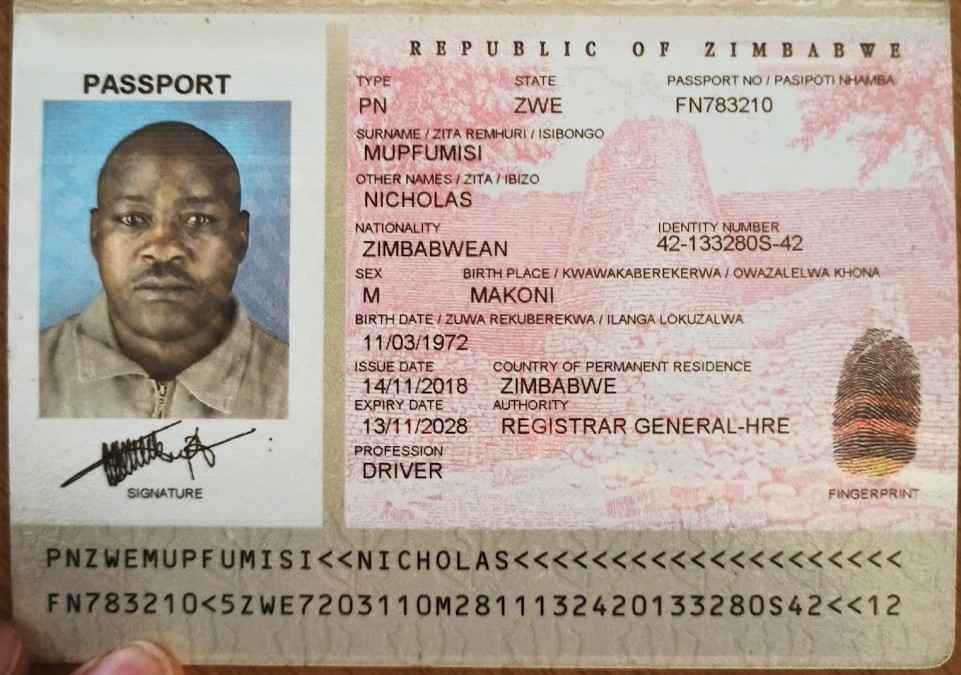 REPUBLIC OF ZIMBABWE
PASSPORT
TYPE STATE PASSPORT NO / PASIPOTI NHAMBA
PN ZWE FN783210
SURNAME / ZITA REMHURI / ISIBONGO
MUPFUMISI
OTHER NAMES / ZITA / IBIZO
NICHOLAS
NATIONALITY IDENTITY NUMBER
ZIMBABWEAN 42-133280S-42
SEX BIRTH PLACE / KWAWAKABEREKERWA / OWAZALELWA KHONA
M MAKONI
BIRTH DATE / ZUWA REKUBEREKWA / ILANGA LOKUZALWA
11/03/1972
ISSUE DATE COUNTRY OF PERMANENT RESIDENCE
14/11/2018 ZIMBABWE
EXPIRY DATE AUTHORITY
13/11/2028 REGISTRAR GENERAL-HRE
PROFESSION
DRIVER
SIGNATURE FINGERPRINT
PNZWEMUPFUMISI<<NICHOLAS<<<<<<<<<<<<<<<<<<<<
FN783210<5ZWE7203110M2811132420133280S42<<12